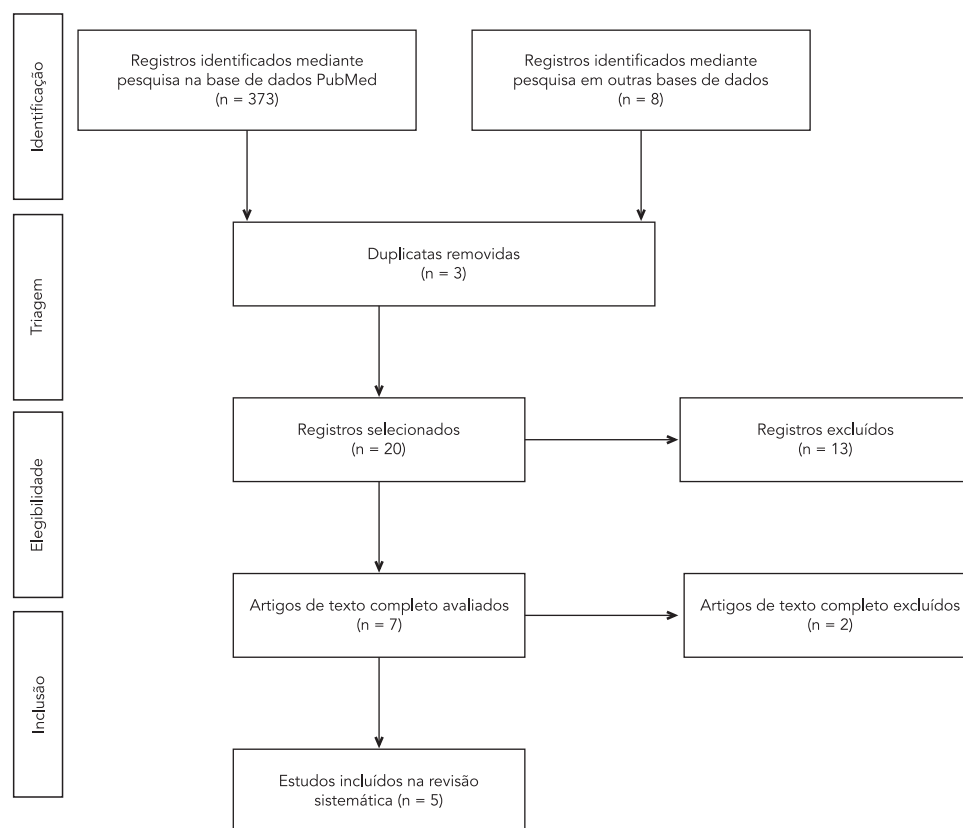 Identificação
Registros identificados mediante
pesquisa na base de dados PubMed
(n = 373)
Registros identificados mediante
pesquisa em outras bases de dados
(n = 8)
Triagem
Duplicatas removidas
(n = 3)
Elegibilidade
Registros selecionados
(n = 20)
Registros excluídos
(n = 13)
Artigos de texto completo avaliados
(n = 7)
Artigos de texto completo excluídos
(n = 2)
Inclusão
Estudos incluídos na revisão
sistemática (n = 5)